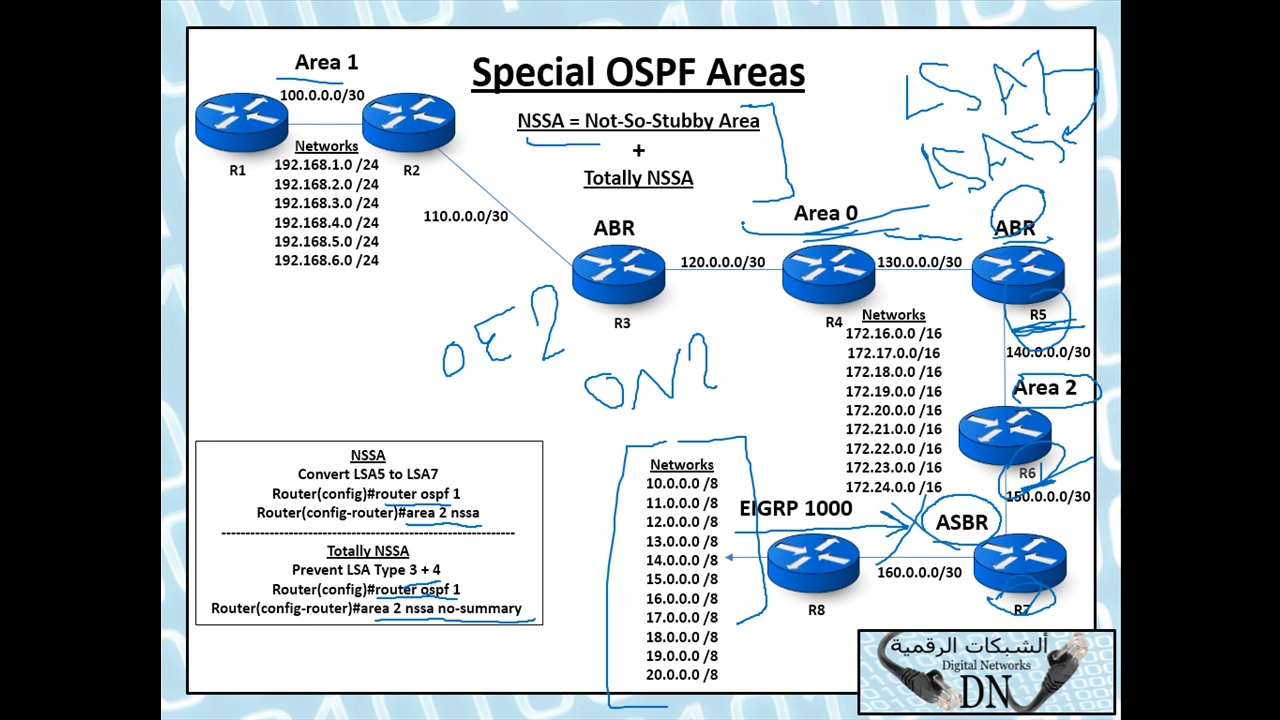 Special OSPF Areas
NSSA = Not-So-Stubby Area
+
Totally NSSA
Area 1
100.0.0.0/30
R1
R2
Networks
192.168.1.0 /24
192.168.2.0 /24
192.168.3.0 /24
192.168.4.0 /24
192.168.5.0 /24
192.168.6.0 /24
110.0.0.0/30
ABR
R3
120.0.0.0/30
Area 0
R4
130.0.0.0/30
ABR
R5
Networks
172.16.0.0 /16
172.17.0.0/16
172.18.0.0 /16
172.19.0.0 /16
172.20.0.0 /16
172.21.0.0 /16
172.22.0.0 /16
172.23.0.0 /16
172.24.0.0 /16
140.0.0.0/30
Area 2
R6
150.0.0.0/30
ASBR
R7
160.0.0.0/30
EIGRP 1000
R8
Networks
10.0.0.0 /8
11.0.0.0 /8
12.0.0.0 /8
13.0.0.0 /8
14.0.0.0 /8
15.0.0.0 /8
16.0.0.0 /8
17.0.0.0 /8
18.0.0.0 /8
19.0.0.0 /8
20.0.0.0 /8
OE2
ON2
NSSA
Convert LSA5 to LSA7
Router(config)#router ospf 1
Router(config-router)#area 2 nssa
Totally NSSA
Prevent LSA Type 3 + 4
Router(config)#router ospf 1
Router(config-router)#area 2 nssa no-summary
الشبكات الرقمية
Digital Networks
DN